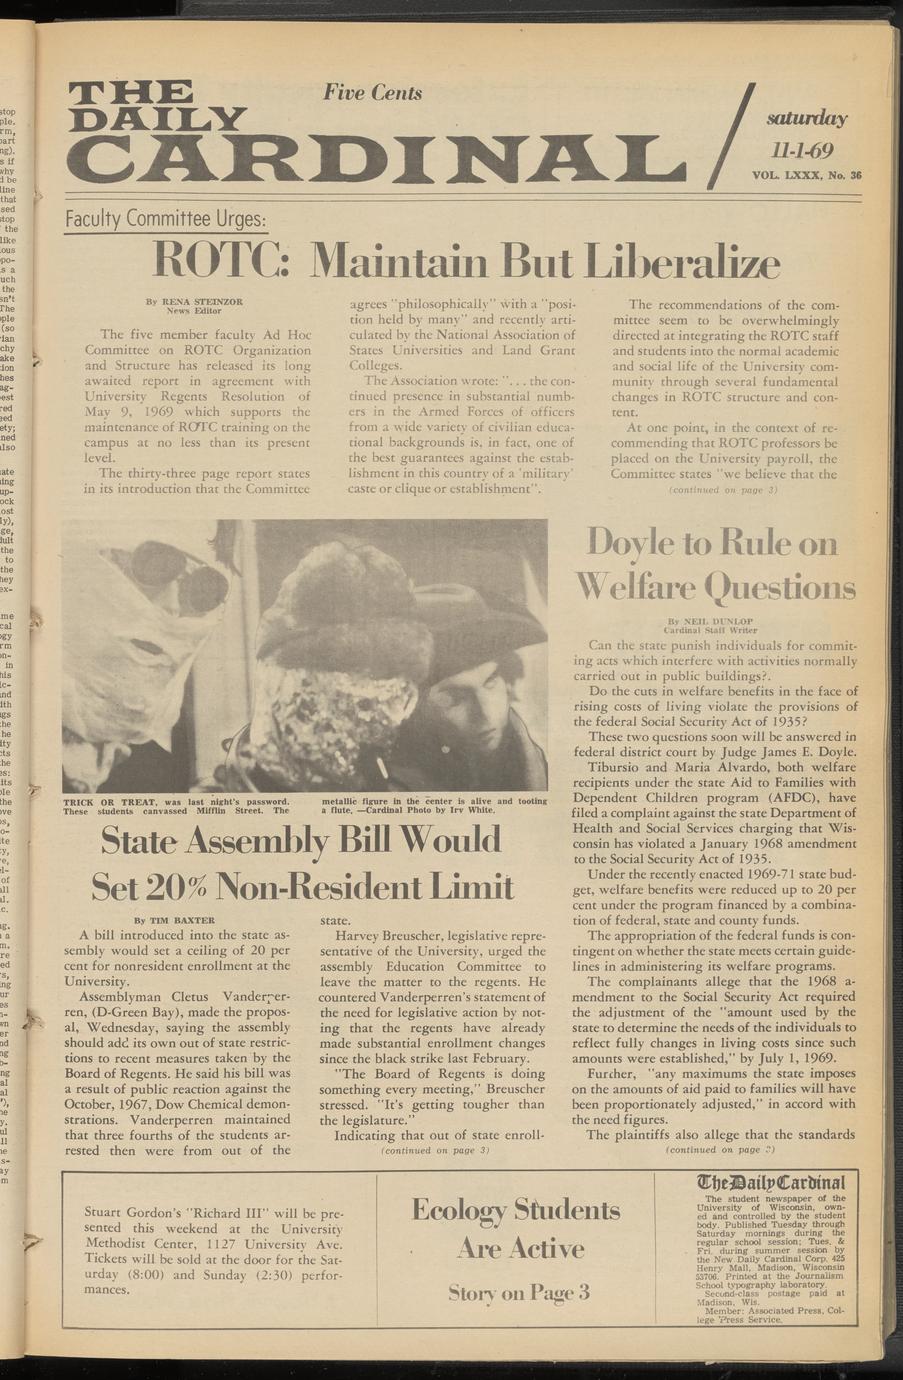 THE
DAILY
CARDINAL
Five Cents
saturday
11-1-69
VOL. LXXX, No. 36
Faculty Committee Urges:
ROTC: Maintain But Liberalize
By RENA STEINZOR
News Editor
The five member faculty Ad Hoc
Committee on ROTC Organization
and Structure has released its long
awaited report in agreement with
University Regents Resolution of
May 9, 1969 which supports the
maintenance of ROTC training on the
campus at no less than its present
level.
The thirty-three page report states
in its introduction that the Committee
agrees "philosophically" with a "posi-
tion held by many" and recently arti-
culated by the National Association of
States Universities and Land Grant
Colleges.
The Association wrote: ". . . the con-
tinued presence in substantial numb-
ers in the Armed Forces of officers
from a wide variety of civilian educa-
tional backgrounds is, in fact, one of
the best guarantees against the estab-
lishment in this country of a 'military'
caste or clique or establishment".
The recommendations of the com-
mittee seem to be overwhelmingly
directed at integrating the ROTC staff
and students into the normal academic
and social life of the University com-
munity through several fundamental
changes in ROTC structure and con-
tent.
At one point, in the context of re-
commending that ROTC professors be
placed on the University payroll, the
Committee states "we believe that the
(continued on page 3)
TRICK OR TREAT, was last night's password.
These students canvassed Mifflin Street. The
metallic figure in the center is alive and tooting
a flute. —Cardinal Photo by Irv White.
State Assembly Bill Would
Set 20% Non-Resident Limit
By TIM BAXTER
A bill introduced into the state as-
sembly would set a ceiling of 20 per
cent for nonresident enrollment at the
University.
Assemblyman Cletus Vanderper-
ren, (D-Green Bay), made the propos-
al, Wednesday, saying the assembly
should add its own out of state restric-
tions to recent measures taken by the
Board of Regents. He said his bill was
a result of public reaction against the
October, 1967, Dow Chemical demon-
strations. Vanderperren maintained
that three fourths of the students ar-
rested then were from out of the
state.
Harvey Breuscher, legislative repre-
sentative of the University, urged the
assembly Education Committee to
leave the matter to the regents. He
countered Vanderperren's statement of
the need for legislative action by not-
ing that the regents have already
made substantial enrollment changes
since the black strike last February.
"The Board of Regents is doing
something every meeting," Breuscher
stressed. "It's getting tougher than
the legislature."
Indicating that out of state enroll-
(continued on page 3)
Doyle to Rule on
Welfare Questions
By NEIL DUNLOP
Cardinal Staff Writer
Can the state punish individuals for commit-
ing acts which interfere with activities normally
carried out in public buildings?.
Do the cuts in welfare benefits in the face of
rising costs of living violate the provisions of
the federal Social Security Act of 1935?
These two questions soon will be answered in
federal district court by Judge James E. Doyle.
Tibursio and Maria Alvardo, both welfare
recipients under the state Aid to Families with
Dependent Children program (AFDC), have
filed a complaint against the state Department of
Health and Social Services charging that Wis-
consin has violated a January 1968 amendment
to the Social Security Act of 1935.
Under the recently enacted 1969-71 state bud-
get, welfare benefits were reduced up to 20 per
cent under the program financed by a combina-
tion of federal, state and county funds.
The appropriation of the federal funds is con-
tingent on whether the state meets certain guide-
lines in administering its welfare programs.
The complainants allege that the 1968 a-
mendment to the Social Security Act required
the adjustment of the "amount used by the
state to determine the needs of the individuals to
reflect fully changes in living costs since such
amounts were established," by July 1, 1969.
Further, "any maximums the state imposes
on the amounts of aid paid to families will have
been proportionately adjusted," in accord with
the need figures.
The plaintiffs also allege that the standards
(continued on page
Stuart Gordon's "Richard III" will be pre-
sented this weekend at the University
Methodist Center, 1127 University Ave.
Tickets will be sold at the door for the Sat-
urday (8:00) and Sunday (2:30) perfor-
mances.
Ecology Students
Are Active
Story on Page 3
The Daily Cardinal
The student newspaper of the
University of Wisconsin, own-
ed and controlled by the student
body. Published Tuesday through
Saturday mornings during the
regular school session; Tues. &
Fri. during summer session by
the New Daily Cardinal Corp. 425
Henry Mall, Madison, Wisconsin
53706. Printed at the Journalism
School typography laboratory.
Second-class postage paid at
Madison, Wis.
Member: Associated Press, Col-
lege Press Service.